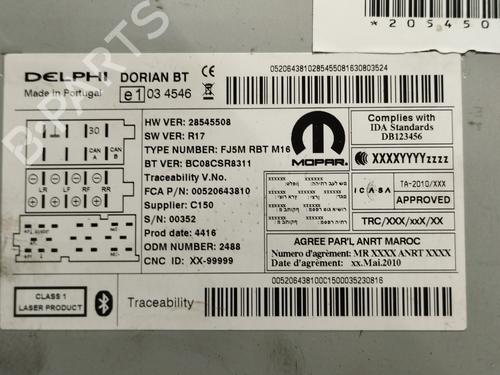 *205450
DELPHI DORIAN BT CE
Made in Portugal e1 03 4546
0520643810285455081630803524
HW VER: 28545508
SW VER: R17
TYPE NUMBER: FJ5M RBT M16
BT VER: BC08CSR8311
Traceability V.No.
FCA P/N: 00520643810
Supplier: C150
S/N: 00352
Prod date: 4416
ODM NUMBER: 2488
CNC ID: XX-99999
30
CAN A
CAN B
LF LR RF RR
MOPAR®
Complies with
IDA Standards
DB123456
XXXXYYYYzzzz
ICASA
TA-2010/XXX
APPROVED
TRC/XXX/xxX/XX
AGREE PAR'L ANRT MAROC
Numero d'agrément: MR XXXX ANRT XXXX
Date d'agrément: xx.Mai.2010
CLASS 1
LASER PRODUCT
Traceability
00520643810OC1500035230816
B-PARTS